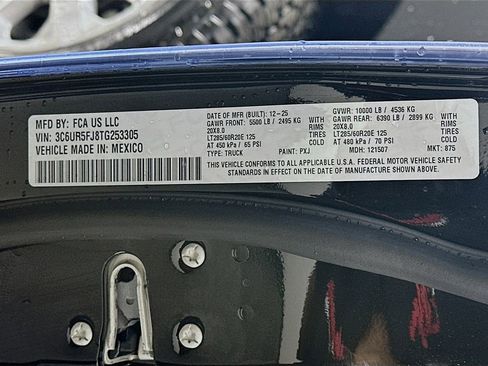 MFD BY: FCA US LLC
VIN: 3C6UR5FJ8TG253305
VEHICLE MADE IN: MEXICO
DATE OF MFR (BUILT): 12-25 GVWR: 10000 LB / 4536 KG
GAWR FRONT: 5500 LB / 2495 KG WITH GAWR REAR: 6390 LB / 2899 KG WITH
20X8.0 TIRES 20X8.0 TIRES
LT285/60R20E 125 LT285/60R20E 125
AT 450 kPa / 65 PSI COLD AT 480 kPa / 70 PSI COLD
TYPE: TRUCK PAINT: PXJ MDH: 121507 MKT: 875
THIS VEHICLE CONFORMS TO ALL APPLICABLE U.S.A. FEDERAL MOTOR VEHICLE SAFETY
STANDARDS IN EFFECT ON THE DATE OF MANUFACTURE SHOWN ABOVE.